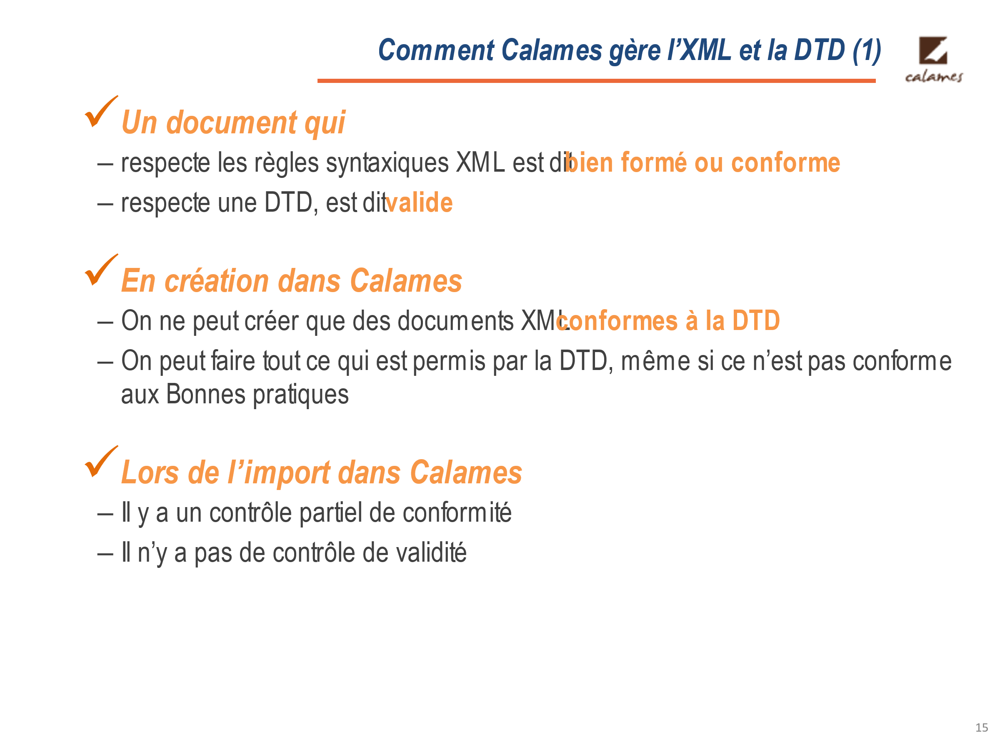 Comment Calames gère l’XML et la DTD (1)
calames
Un document qui
– respecte les règles syntaxiques XML est dit bien formé ou conforme
– respecte une DTD, est dit valide
En création dans Calames
– On ne peut créer que des documents XML conformes à la DTD
– On peut faire tout ce qui est permis par la DTD, même si ce n’est pas conforme
aux Bonnes pratiques
Lors de l’import dans Calames
– Il y a un contrôle partiel de conformité
– Il n’y a pas de contrôle de validité
15